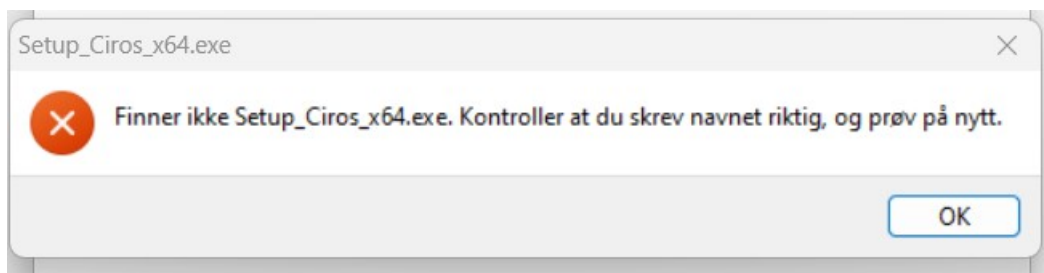 Setup_Ciros_x64.exe
Finner ikke Setup_Ciros_x64.exe. Kontroller at du skrev navnet riktig, og prøv på nytt.
OK